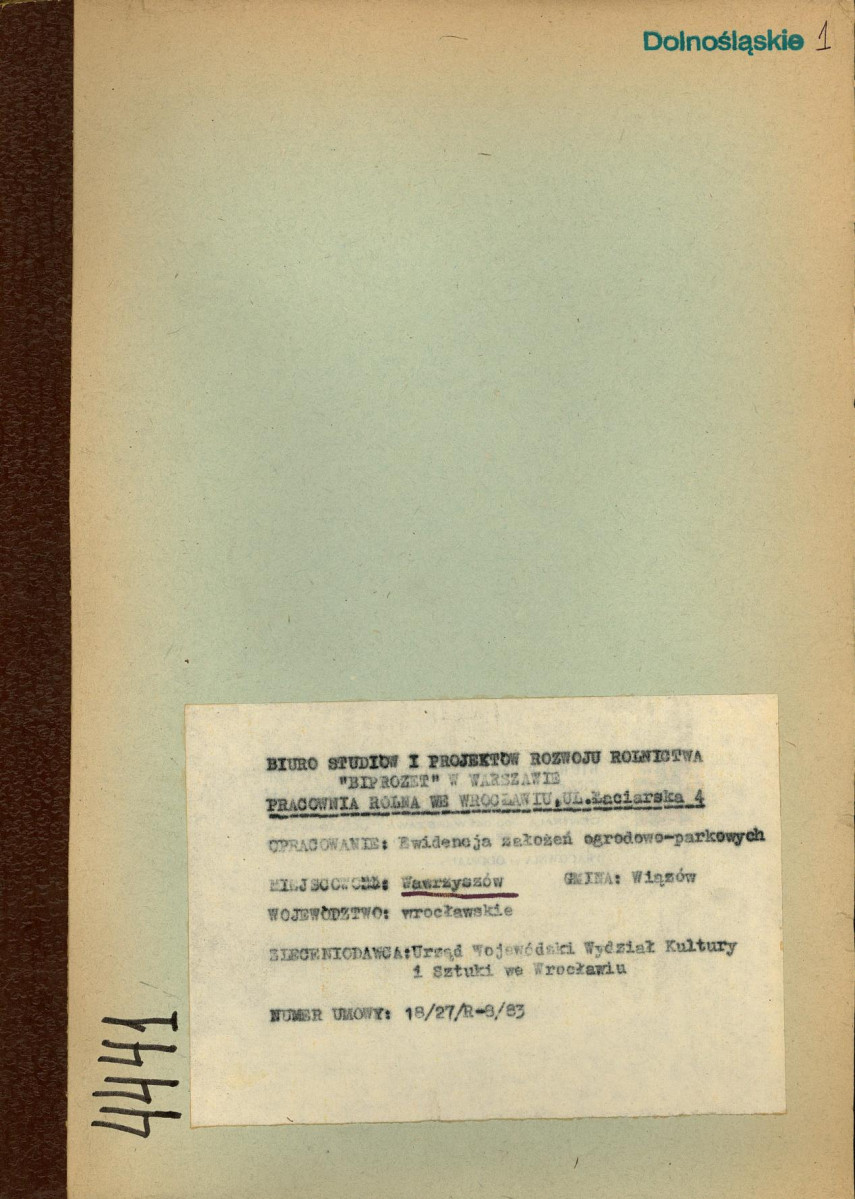 Dolnośląskie 1
BIURO STUDIÓW I PROJEKTÓW ROZWOJU ROLNICTWA
"BIPROZET" W WARSZAWIE
PRACOWNIA ROLNA WE WROCŁAWIU,UL.Łaciarska 4
OPRACOWANIE: Ewidencja założeń ogrodowo-parkowych
MIEJSCOWOŚĆ: Wawrzyszów GMINA: Wiązów
WOJEWÓDZTWO: wrocławskie
ZLECENIODAWCA:Urząd Wojewódzki Wydział Kultury
i Sztuki we Wrocławiu
NUMER UMOWY: 18/27/R-8/83
4441